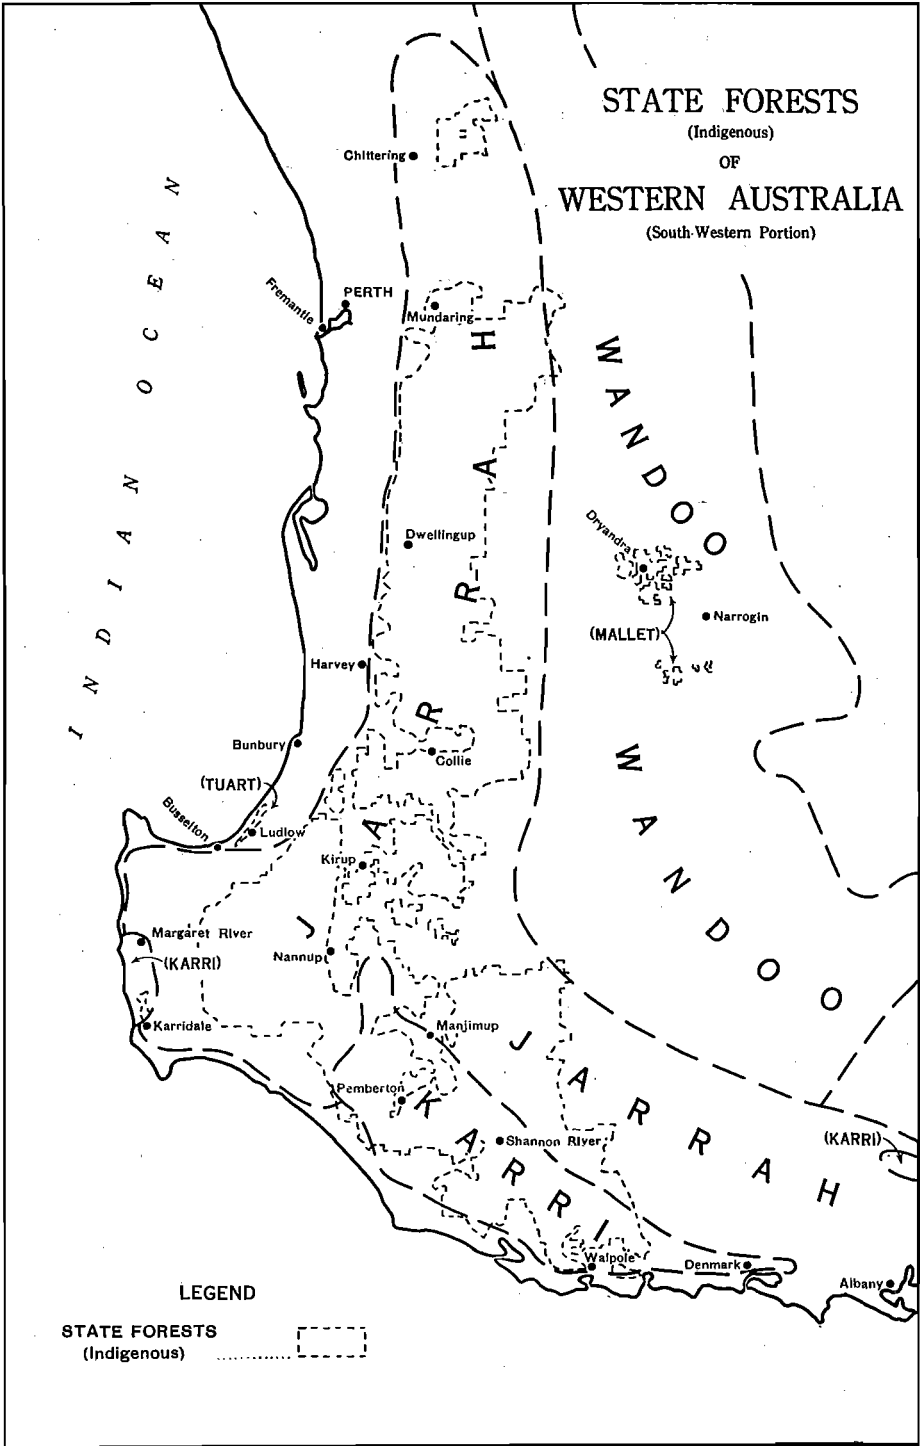 STATE FORESTS
(Indigenous)
OF
WESTERN AUSTRALIA
(South-Western Portion)
Chittering
INDIAN OCEAN
Fremantle
PERTH
Mundaring
JARRAH
WANDOO
Dwellingup
Dryandra
Narrogin
(MALLET)
Harvey
Bunbury
Collie
WANDOO
(TUART)
Busselton
Ludlow
Kirup
Margaret River
(KARRI)
Nannup
Karridale
Manjimup
JARRAH
Pemberton
KARRI
Shannon River
(KARRI)
Walpole
Denmark
Albany
LEGEND
STATE FORESTS
(Indigenous) ............